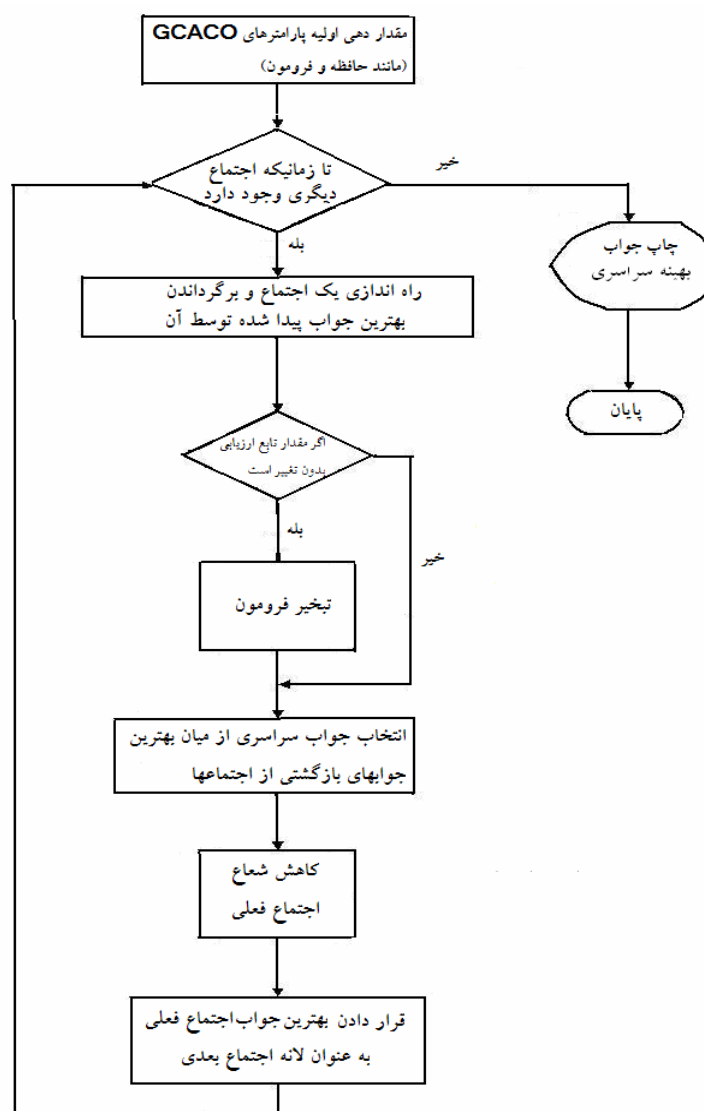 مقدار دهی اولیه پارامترهای GCACO
(مانند حافظه و فرومون)
تا زمانیکه اجتماع
دیگری وجود دارد
خیر
بله
چاپ جواب
بهینه سراسری
پایان
راه اندازی یک اجتماع و برگرداندن
بهترین جواب پیدا شده توسط آن
اگر مقدار تابع ارزیابی
بدون تغییر است
بله
خیر
تبخیر فرومون
انتخاب جواب سراسری از میان بهترین
جوابهای بازگشتی از اجتماعها
کاهش شعاع
اجتماع فعلی
قرار دادن بهترین جواب اجتماع فعلی
به عنوان لانه اجتماع بعدی